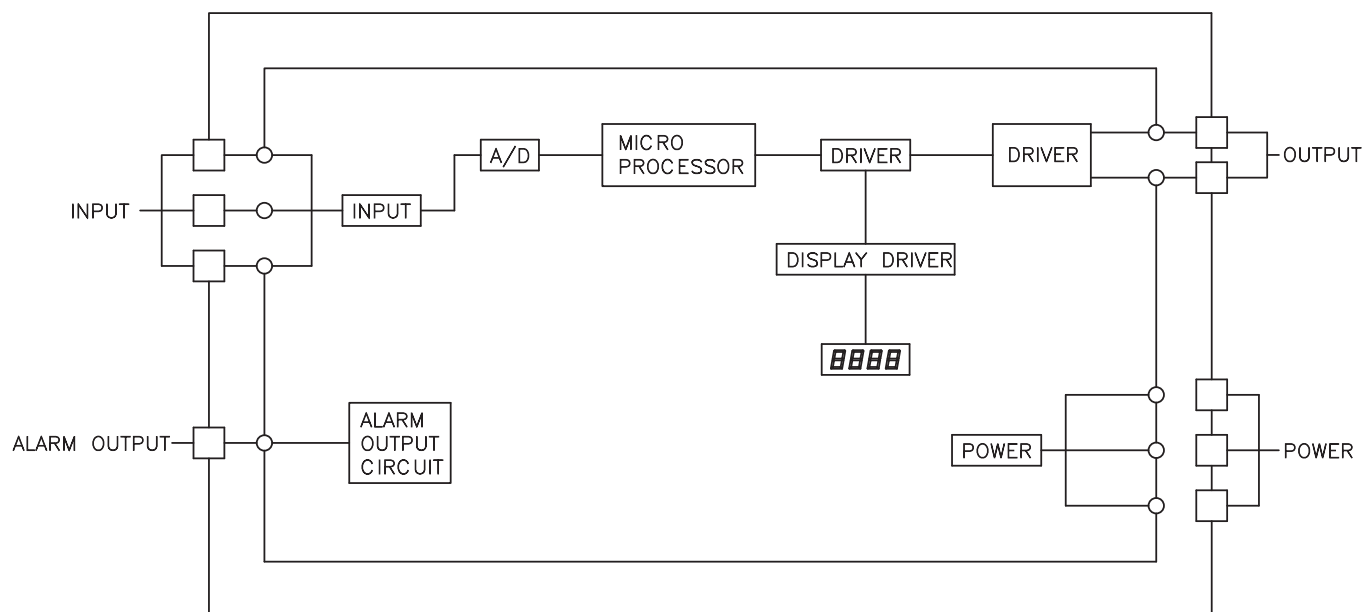 MICRO
PROCESSOR
A/D
DRIVER
DRIVER
OUTPUT
INPUT
INPUT
DISPLAY DRIVER
8888
ALARM OUTPUT
ALARM
OUTPUT
CIRCUIT
POWER
POWER